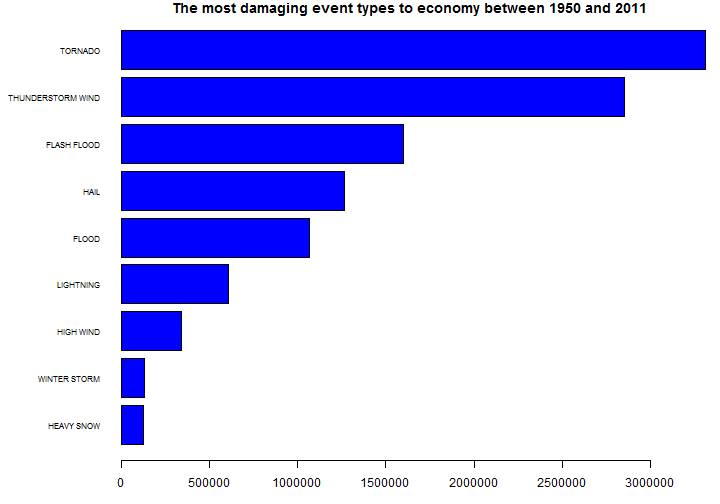 The most damaging event types to economy between 1950 and 2011
TORNADO
THUNDERSTORM WIND
FLASH FLOOD
HAIL
FLOOD
LIGHTNING
HIGH WIND
WINTER STORM
HEAVY SNOW
0 500000 1000000 1500000 2000000 2500000 3000000